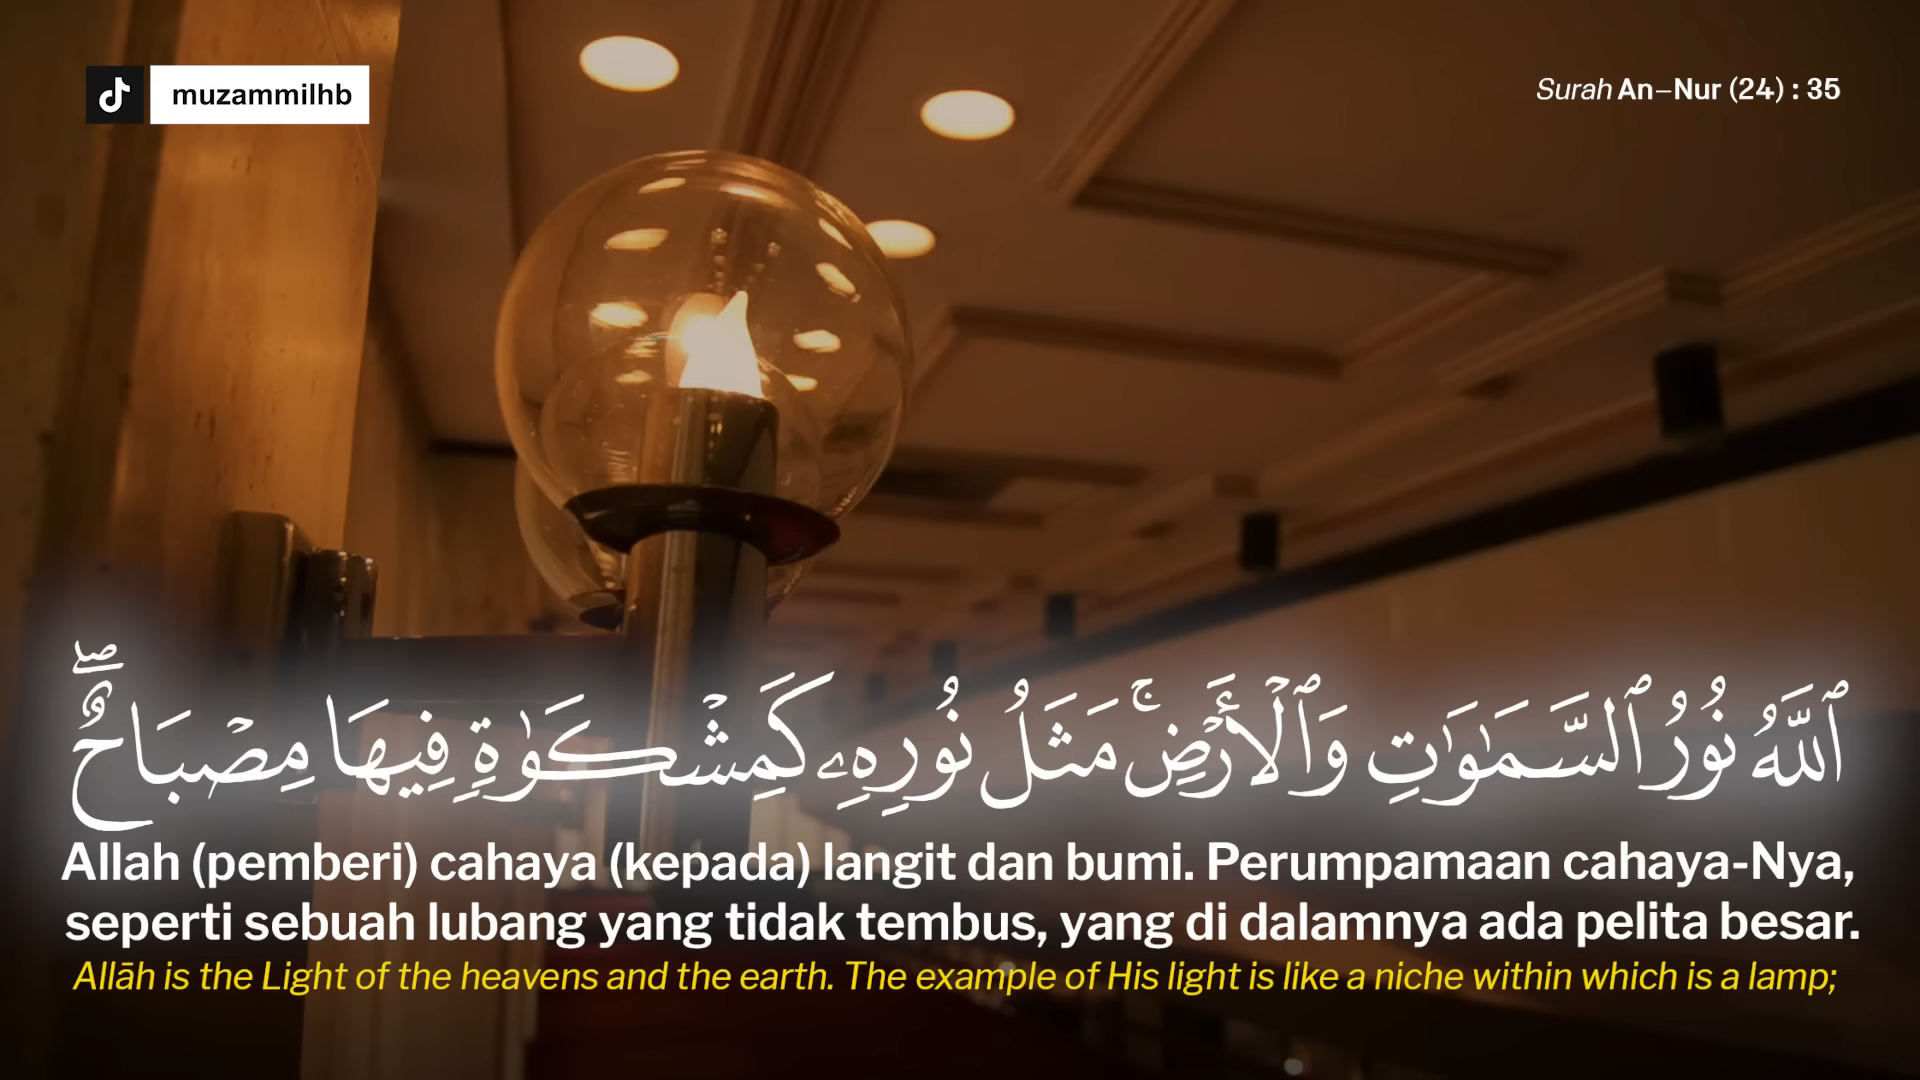 muzammilhb
Surah An–Nur (24) : 35
ٱللَّهُ نُورُ ٱلسَّمَٰوَٰتِ وَٱلْأَرْضِ ۚ مَثَلُ نُورِهِۦ كَمِشْكَوٰةٍ فِيهَا مِصْبَاحٌ ۖ
Allah (pemberi) cahaya (kepada) langit dan bumi. Perumpamaan cahaya-Nya,
seperti sebuah lubang yang tidak tembus, yang di dalamnya ada pelita besar.
Allāh is the Light of the heavens and the earth. The example of His light is like a niche within which is a lamp;